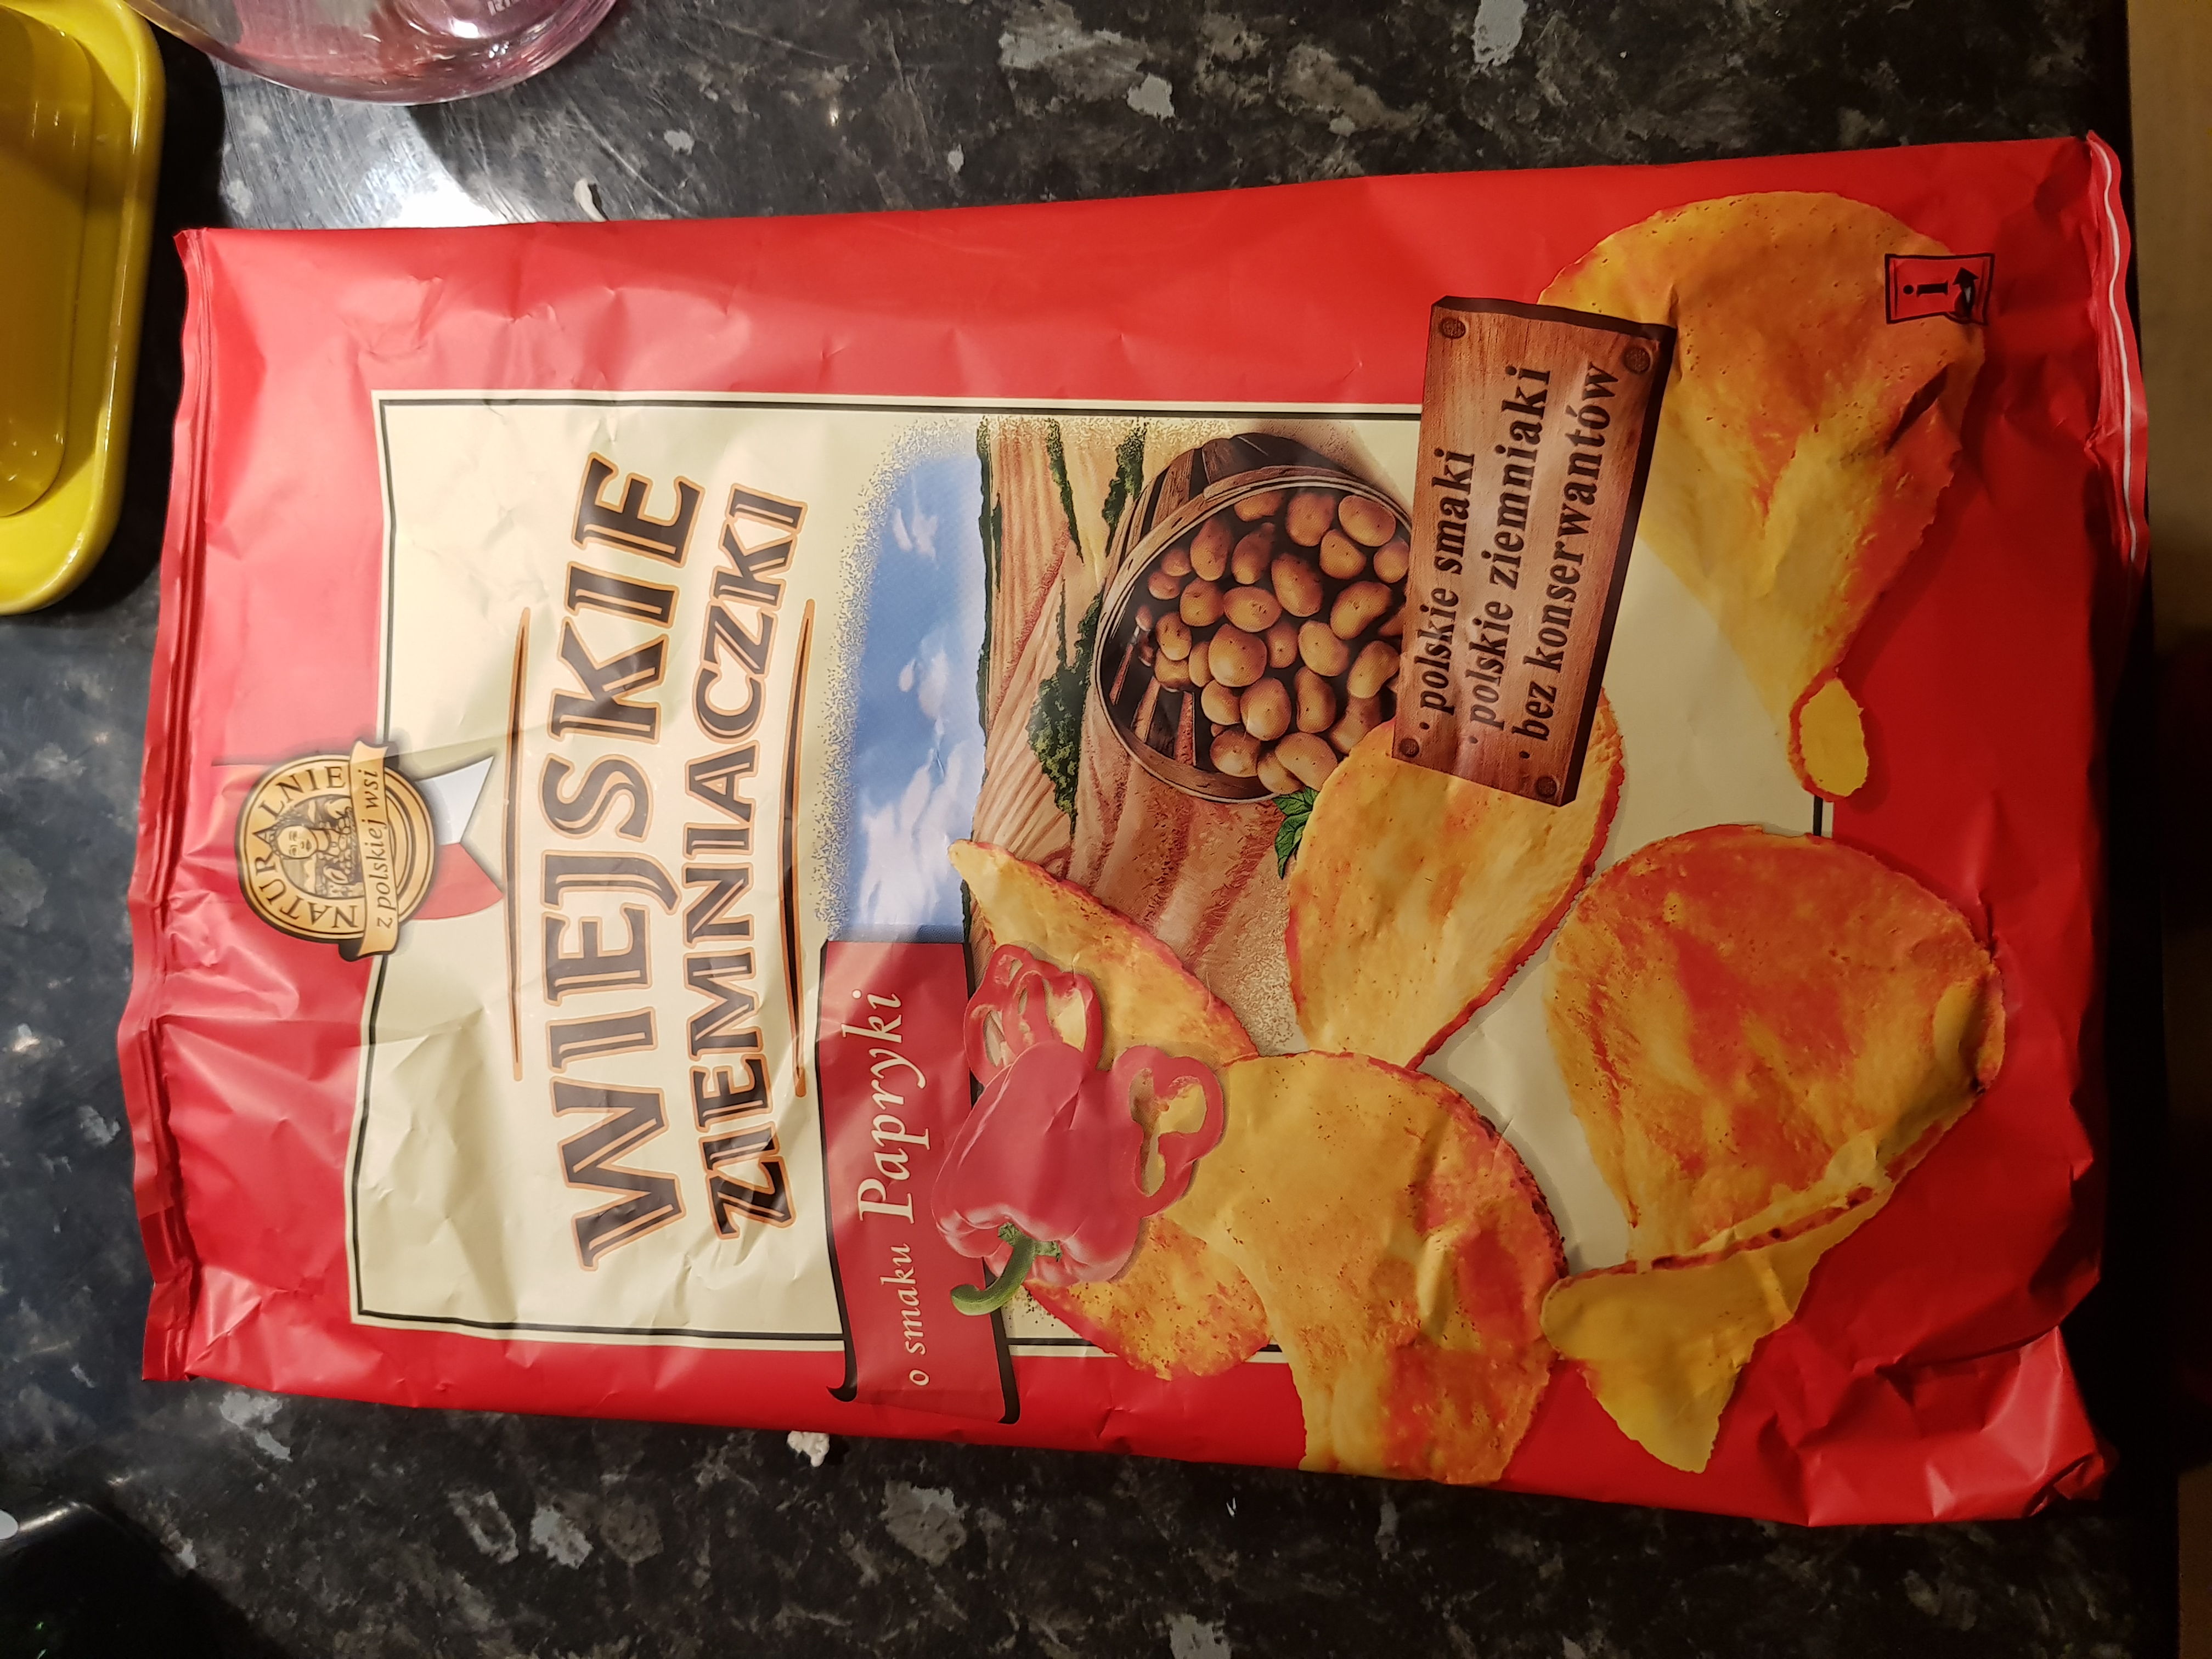 NATURALNIE
z polskiej wsi
WIEJSKIE
ZIEMNIACZKI
o smaku Papryki
· polskie smaki
· polskie ziemniaki
· bez konserwantów
i